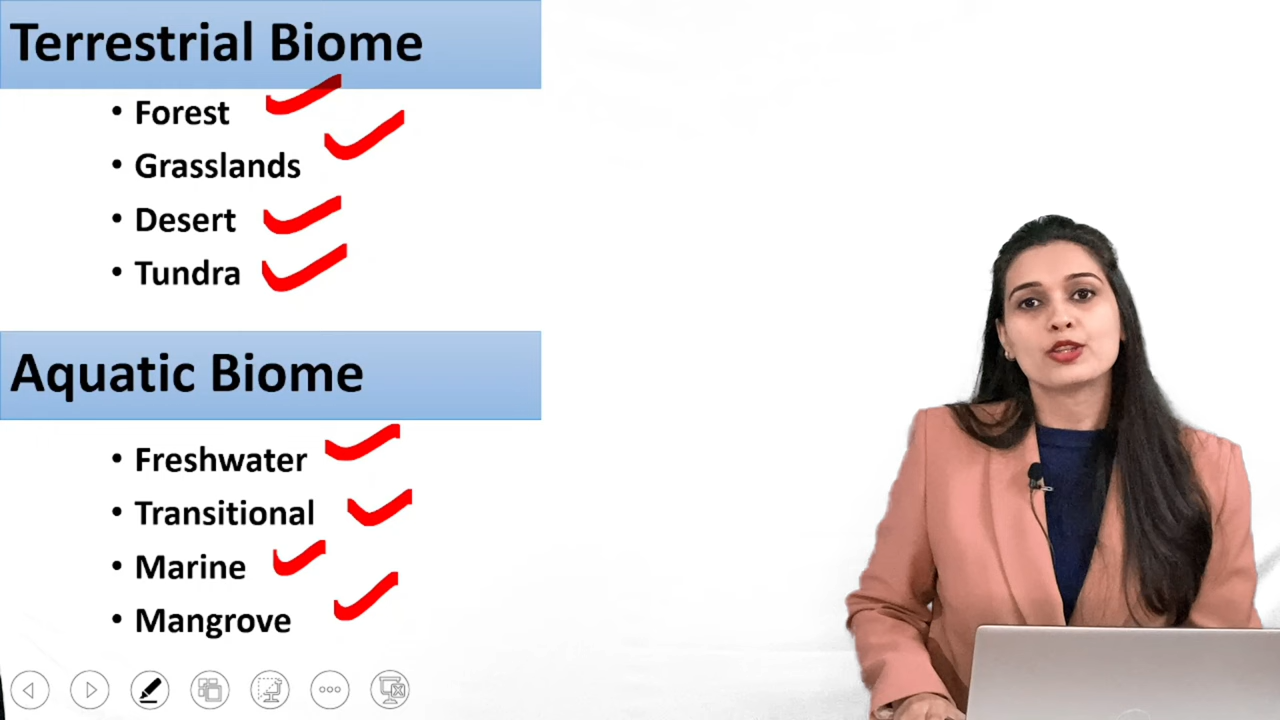 Terrestrial Biome
• Forest
• Grasslands
• Desert
• Tundra
Aquatic Biome
• Freshwater
• Transitional
• Marine
• Mangrove